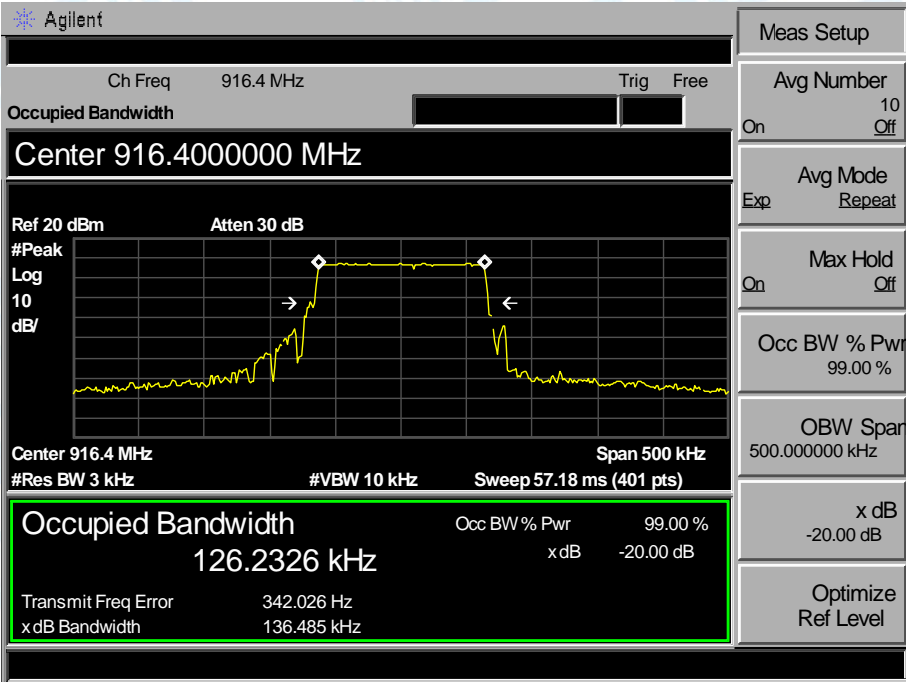 Agilent
Meas Setup
Ch Freq 916.4 MHz Trig Free
Occupied Bandwidth
Center 916.4000000 MHz
Ref 20 dBm Atten 30 dB
#Peak
Log
10
dB/
Center 916.4 MHz Span 500 kHz
#Res BW 3 kHz #VBW 10 kHz Sweep 57.18 ms (401 pts)
Occupied Bandwidth
126.2326 kHz
Occ BW % Pwr 99.00 %
x dB -20.00 dB
Transmit Freq Error 342.026 Hz
x dB Bandwidth 136.485 kHz
Avg Number
10
On Off
Avg Mode
Exp Repeat
Max Hold
On Off
Occ BW % Pwr
99.00 %
OBW Span
500.000000 kHz
x dB
-20.00 dB
Optimize
Ref Level